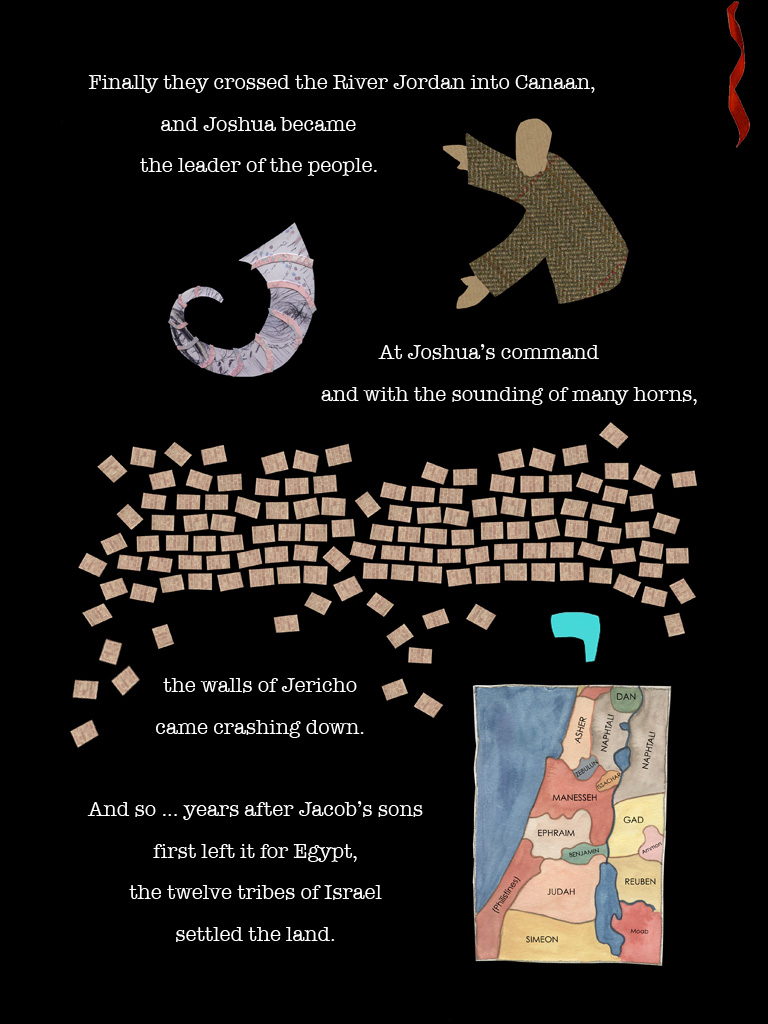 Finally they crossed the River Jordan into Canaan,
and Joshua became
the leader of the people.
At Joshua's command
and with the sounding of many horns,
the walls of Jericho
came crashing down.
And so ... years after Jacob's sons
first left it for Egypt,
the twelve tribes of Israel
settled the land.
DAN
ASHER
NAPHTALI
NAPHTALI
ZEBULUN
ISSACHAR
MANESSEH
GAD
EPHRAIM
Ammon
BENJAMIN
REUBEN
JUDAH
(Philistines)
Moab
SIMEON